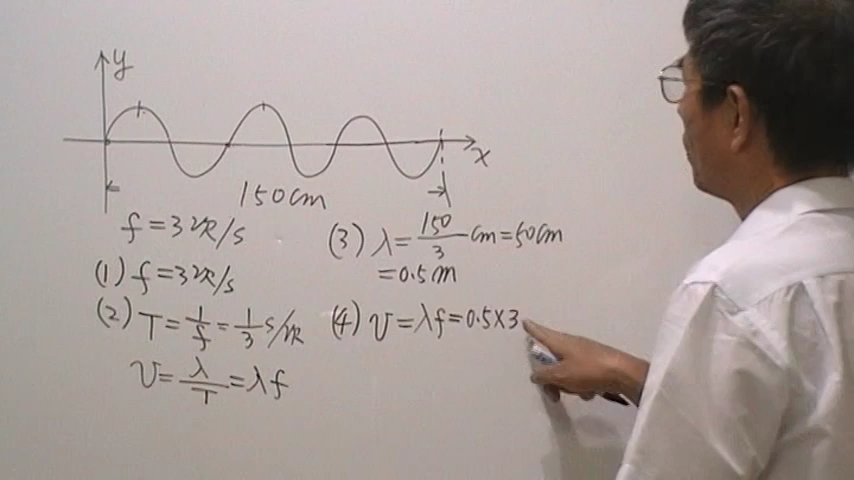 y
x
150cm
f=3次/s
(1) f=3次/s
(2) T=1/f=1/3 s/次
v=λ/T=λf
(3) λ=150/3 cm=50cm
=0.5m
(4) v=λf=0.5×3